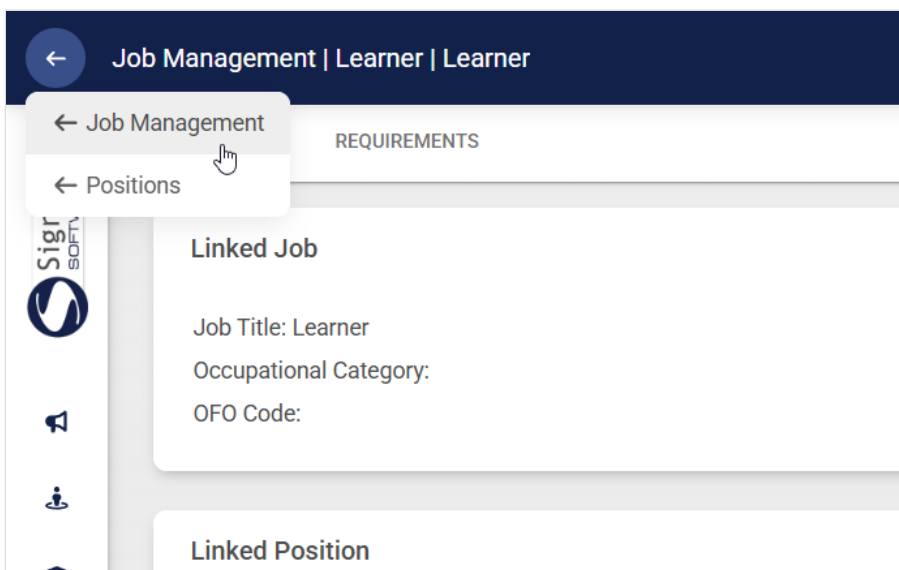 Job Management | Learner | Learner
← Job Management
← Positions
REQUIREMENTS
Linked Job
Job Title: Learner
Occupational Category:
OFO Code:
Linked Position